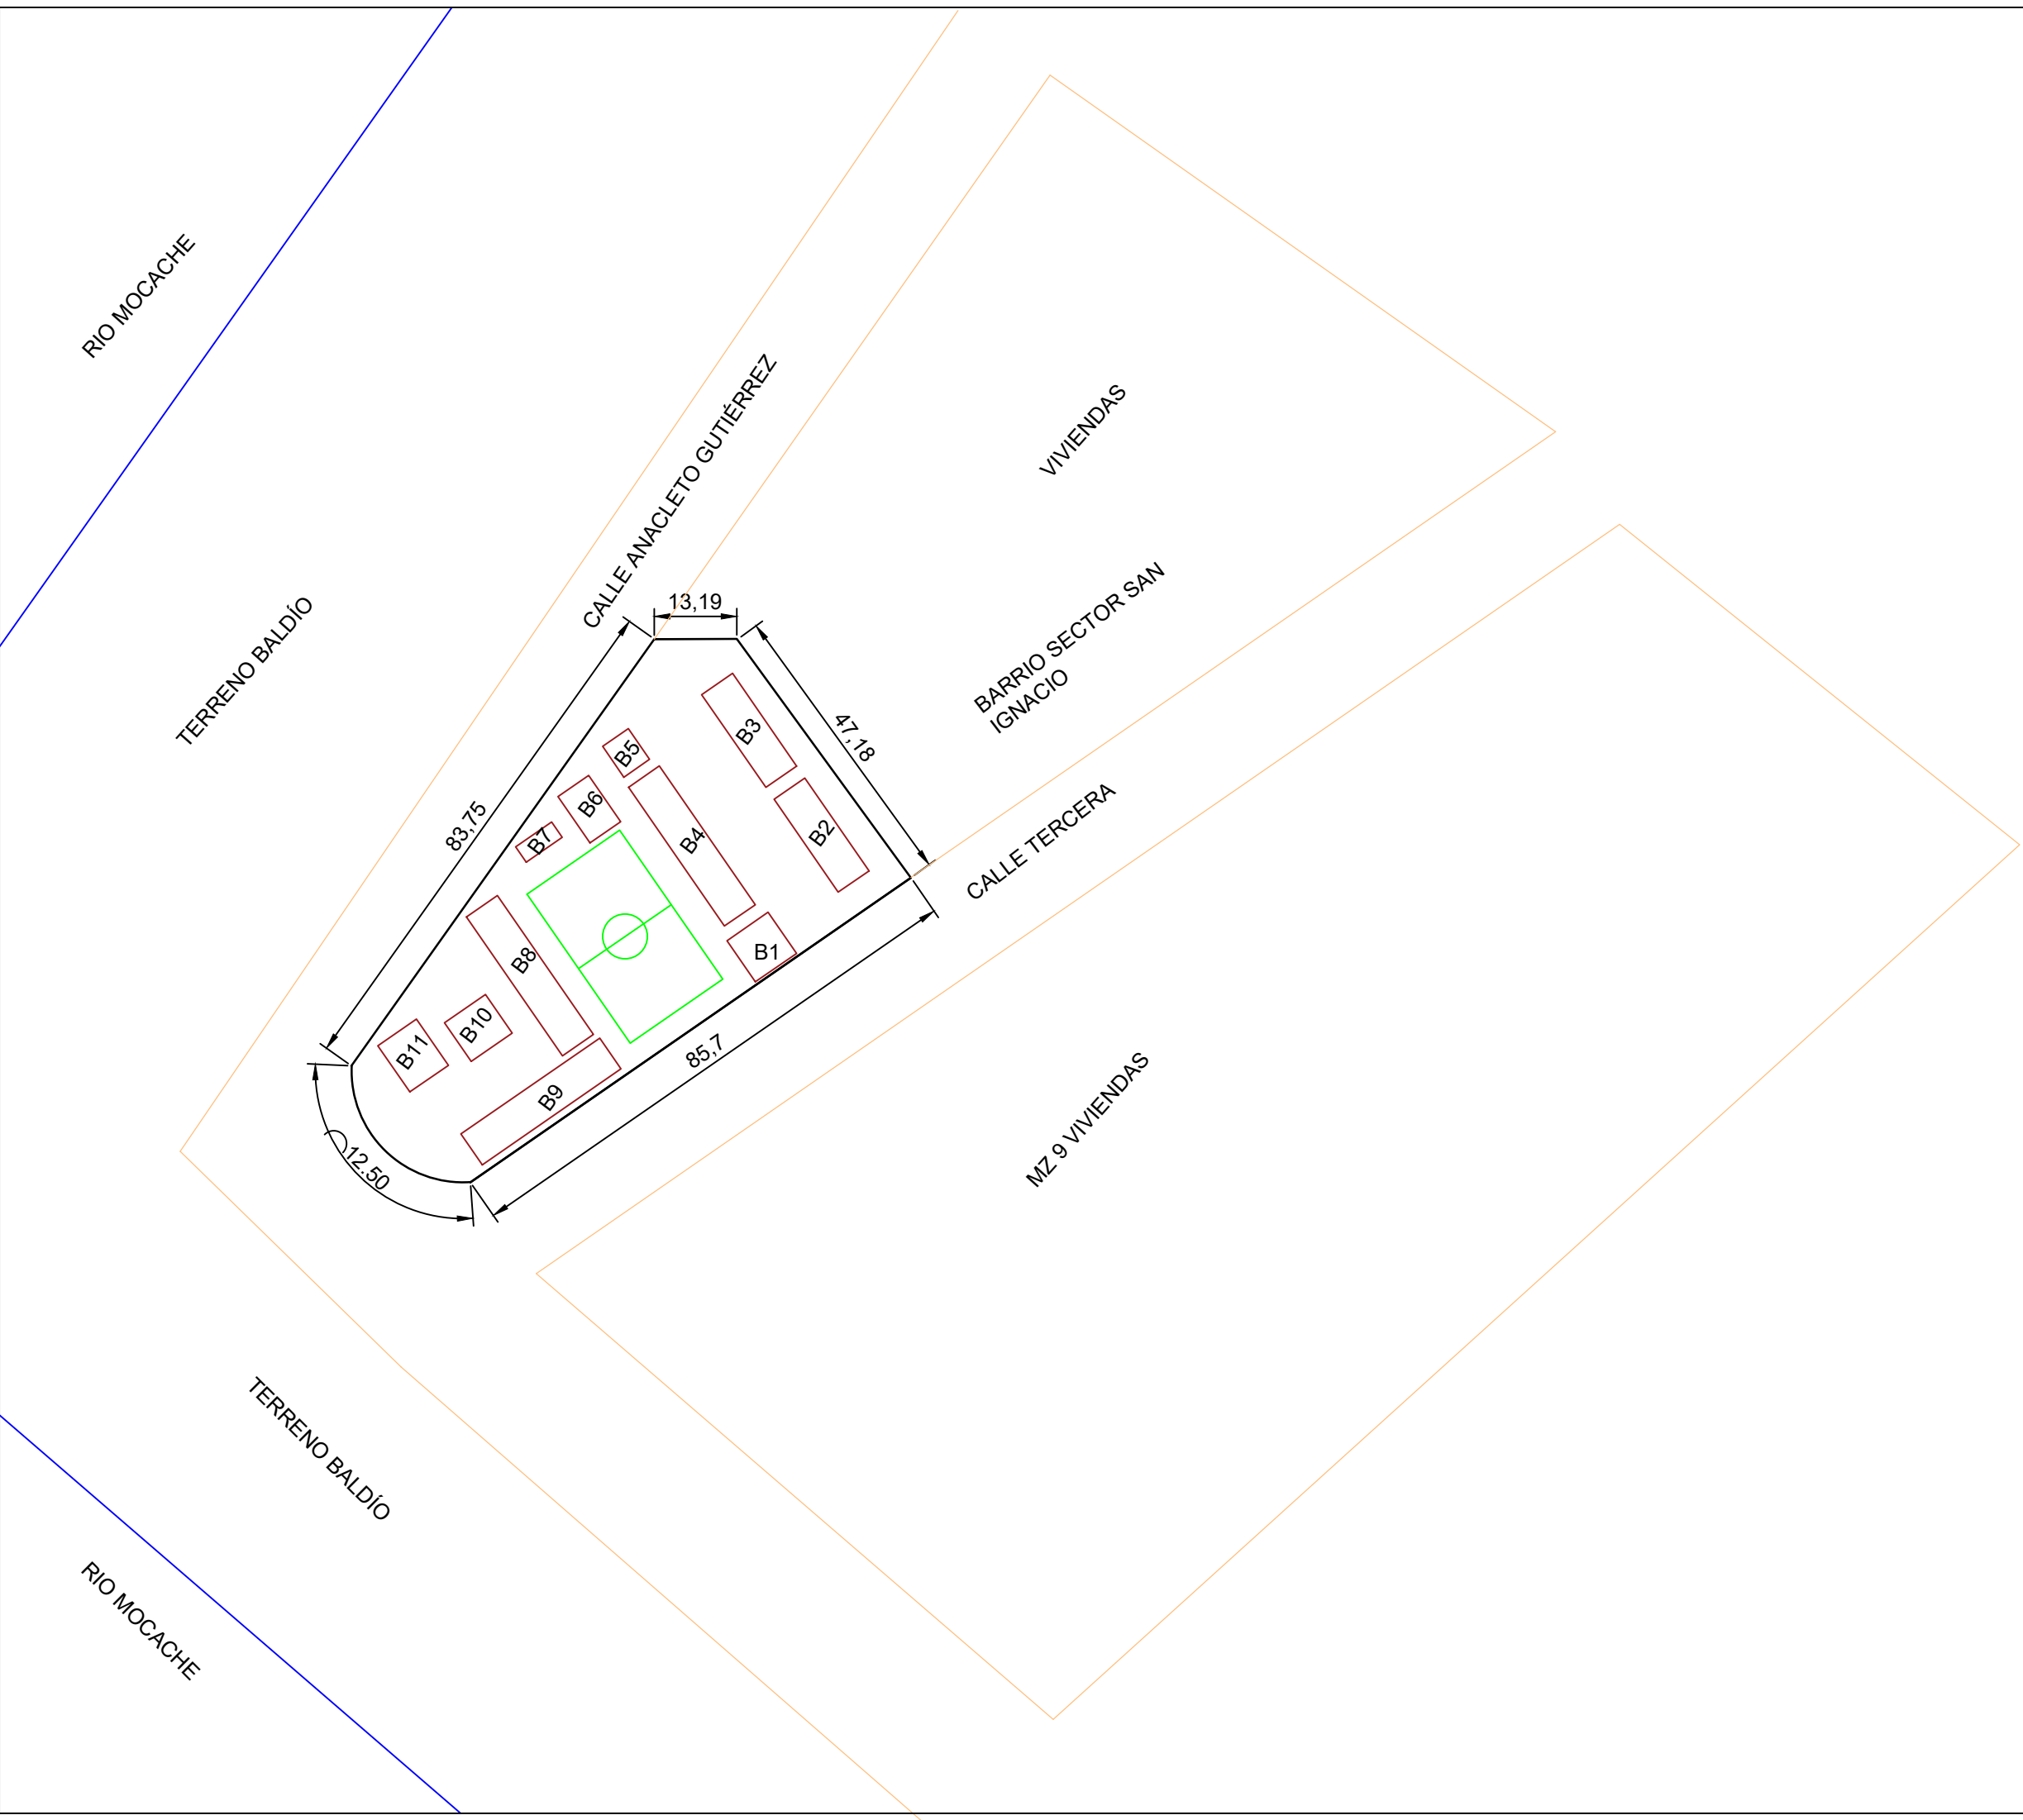 RIO MOCACHE
CALLE ANACLETO GUTIÉRREZ
VIVIENDAS
TERRENO BALDÍO
13,19
BARRIO SECTOR SAN
IGNACIO
47,18
B3
B5
B6
B7
B4
B2
83,75
CALLE TERCERA
B1
B8
B10
B11
B9
85,7
12.50
MZ 9 VIVIENDAS
TERRENO BALDÍO
RIO MOCACHE